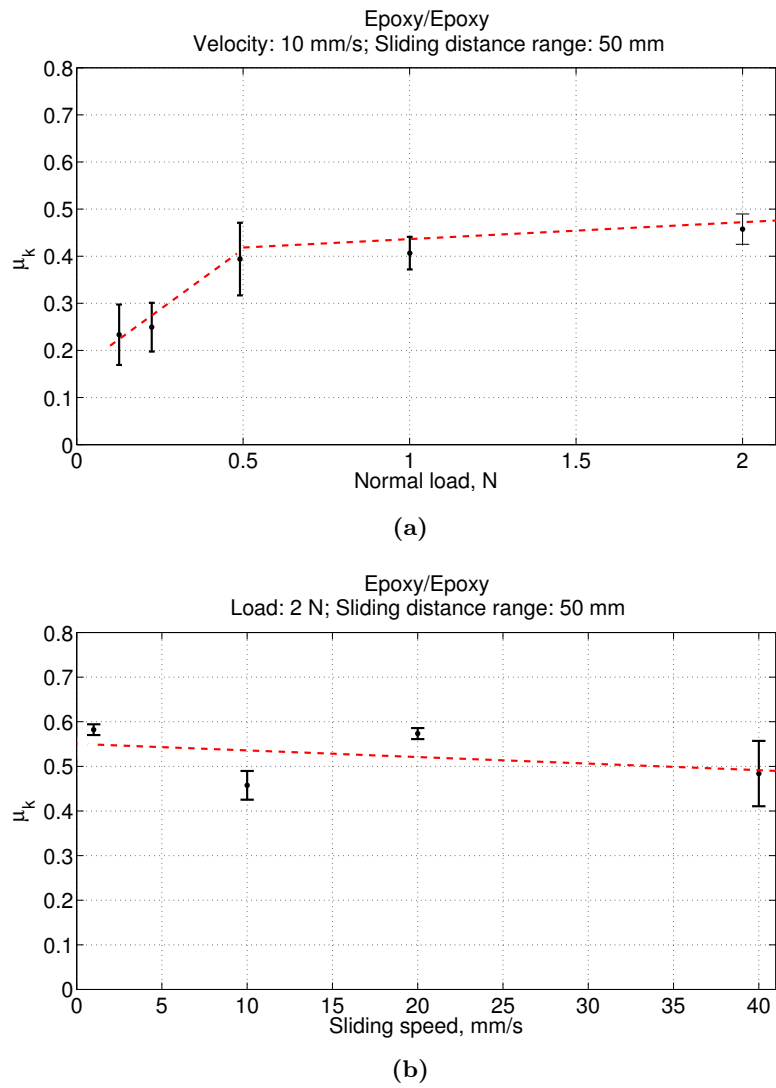 Epoxy/Epoxy
Velocity: 10 mm/s; Sliding distance range: 50 mm
0.8
0.7
0.6
0.5
0.4
0.3
0.2
0.1
0
μk
0 0.5 1 1.5 2
Normal load, N
(a)
Epoxy/Epoxy
Load: 2 N; Sliding distance range: 50 mm
0.8
0.7
0.6
0.5
0.4
0.3
0.2
0.1
0
μk
0 5 10 15 20 25 30 35 40
Sliding speed, mm/s
(b)